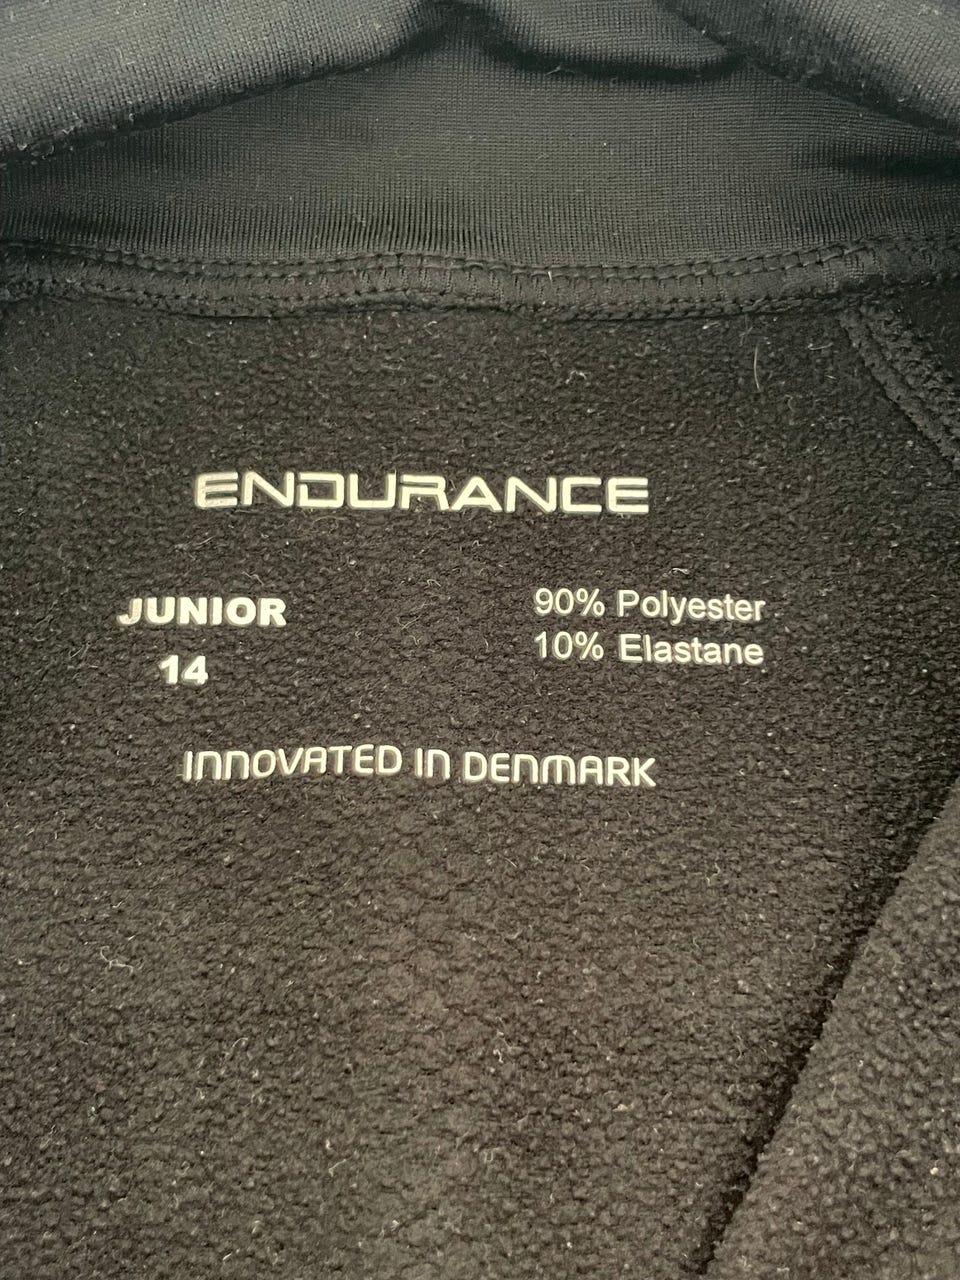 ENDURANCE
JUNIOR
14
90% Polyester
10% Elastane
INNOVATED IN DENMARK